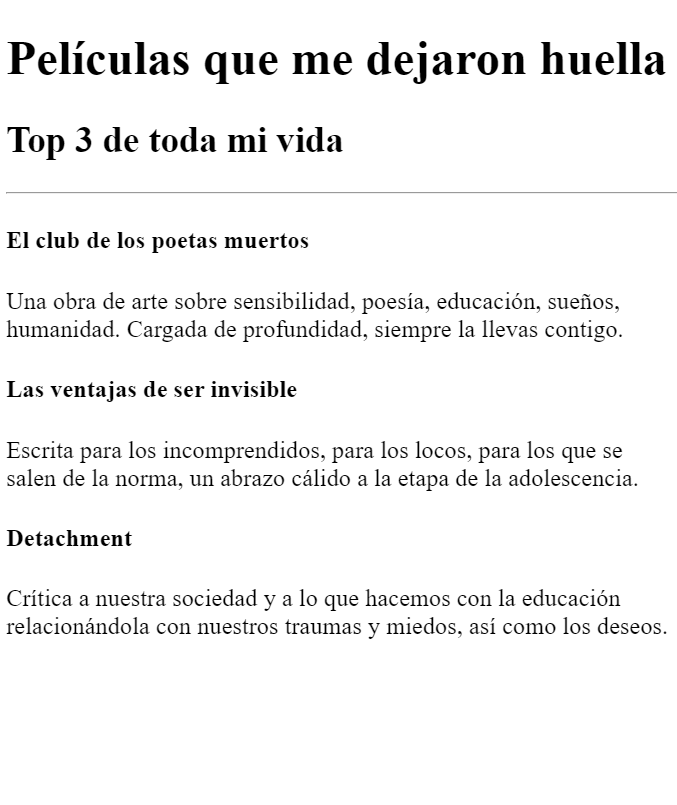 Películas que me dejaron huella
Top 3 de toda mi vida
El club de los poetas muertos
Una obra de arte sobre sensibilidad, poesía, educación, sueños,
humanidad. Cargada de profundidad, siempre la llevas contigo.
Las ventajas de ser invisible
Escrita para los incomprendidos, para los locos, para los que se
salen de la norma, un abrazo cálido a la etapa de la adolescencia.
Detachment
Crítica a nuestra sociedad y a lo que hacemos con la educación
relacionándola con nuestros traumas y miedos, así como los deseos.